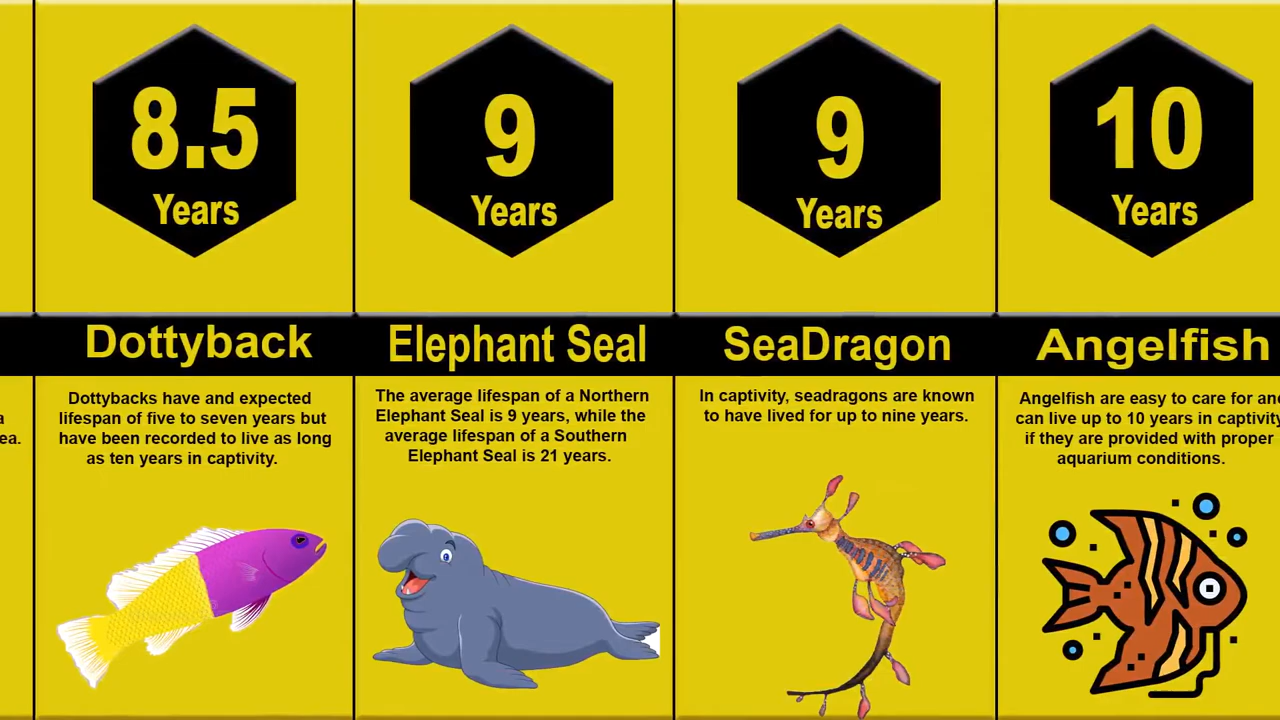 8.5
Years
Dottyback
Dottybacks have and expected
lifespan of five to seven years but
have been recorded to live as long
as ten years in captivity.
9
Years
Elephant Seal
The average lifespan of a Northern
Elephant Seal is 9 years, while the
average lifespan of a Southern
Elephant Seal is 21 years.
9
Years
SeaDragon
In captivity, seadragons are known
to have lived for up to nine years.
10
Years
Angelfish
Angelfish are easy to care for and
can live up to 10 years in captivity
if they are provided with proper
aquarium conditions.